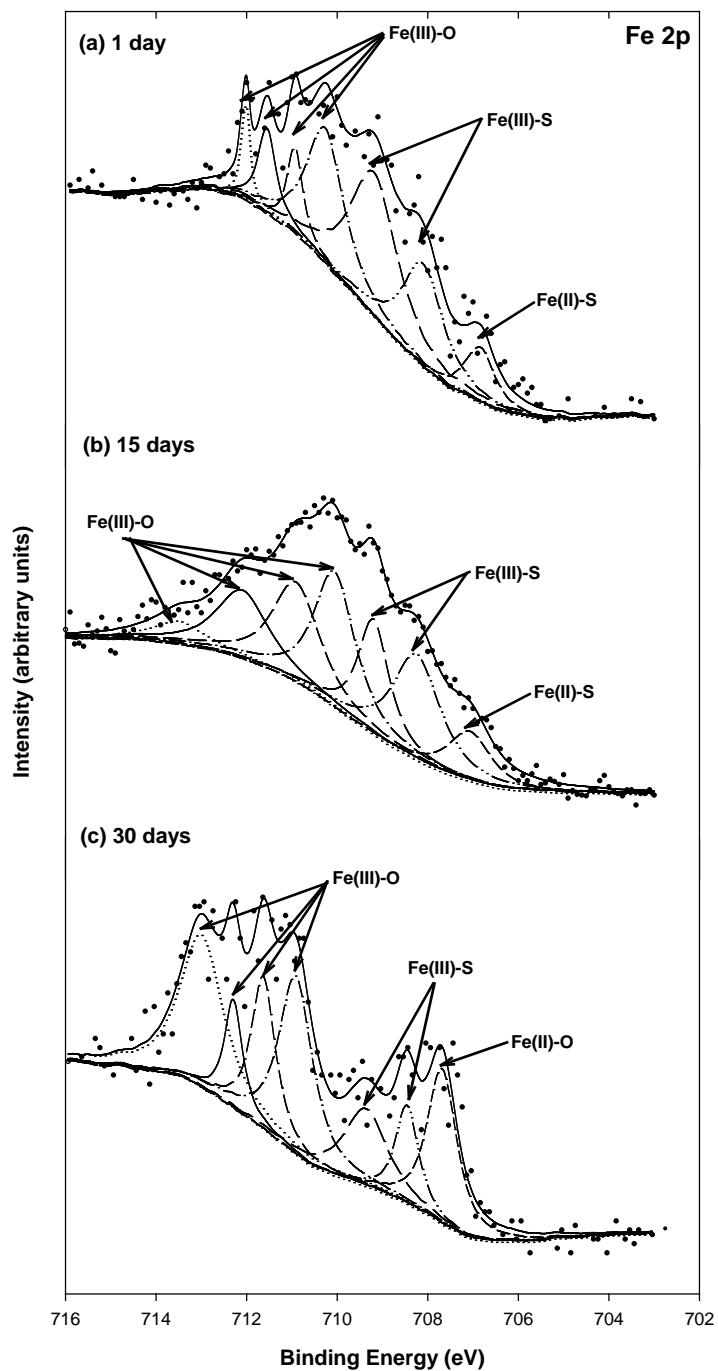 (a) 1 day
Fe(III)-O
Fe 2p
Fe(III)-S
Fe(II)-S
(b) 15 days
Fe(III)-O
Fe(III)-S
Fe(II)-S
(c) 30 days
Fe(III)-O
Fe(III)-S
Fe(II)-O
Intensity (arbitrary units)
716 714 712 710 708 706 704 702
Binding Energy (eV)